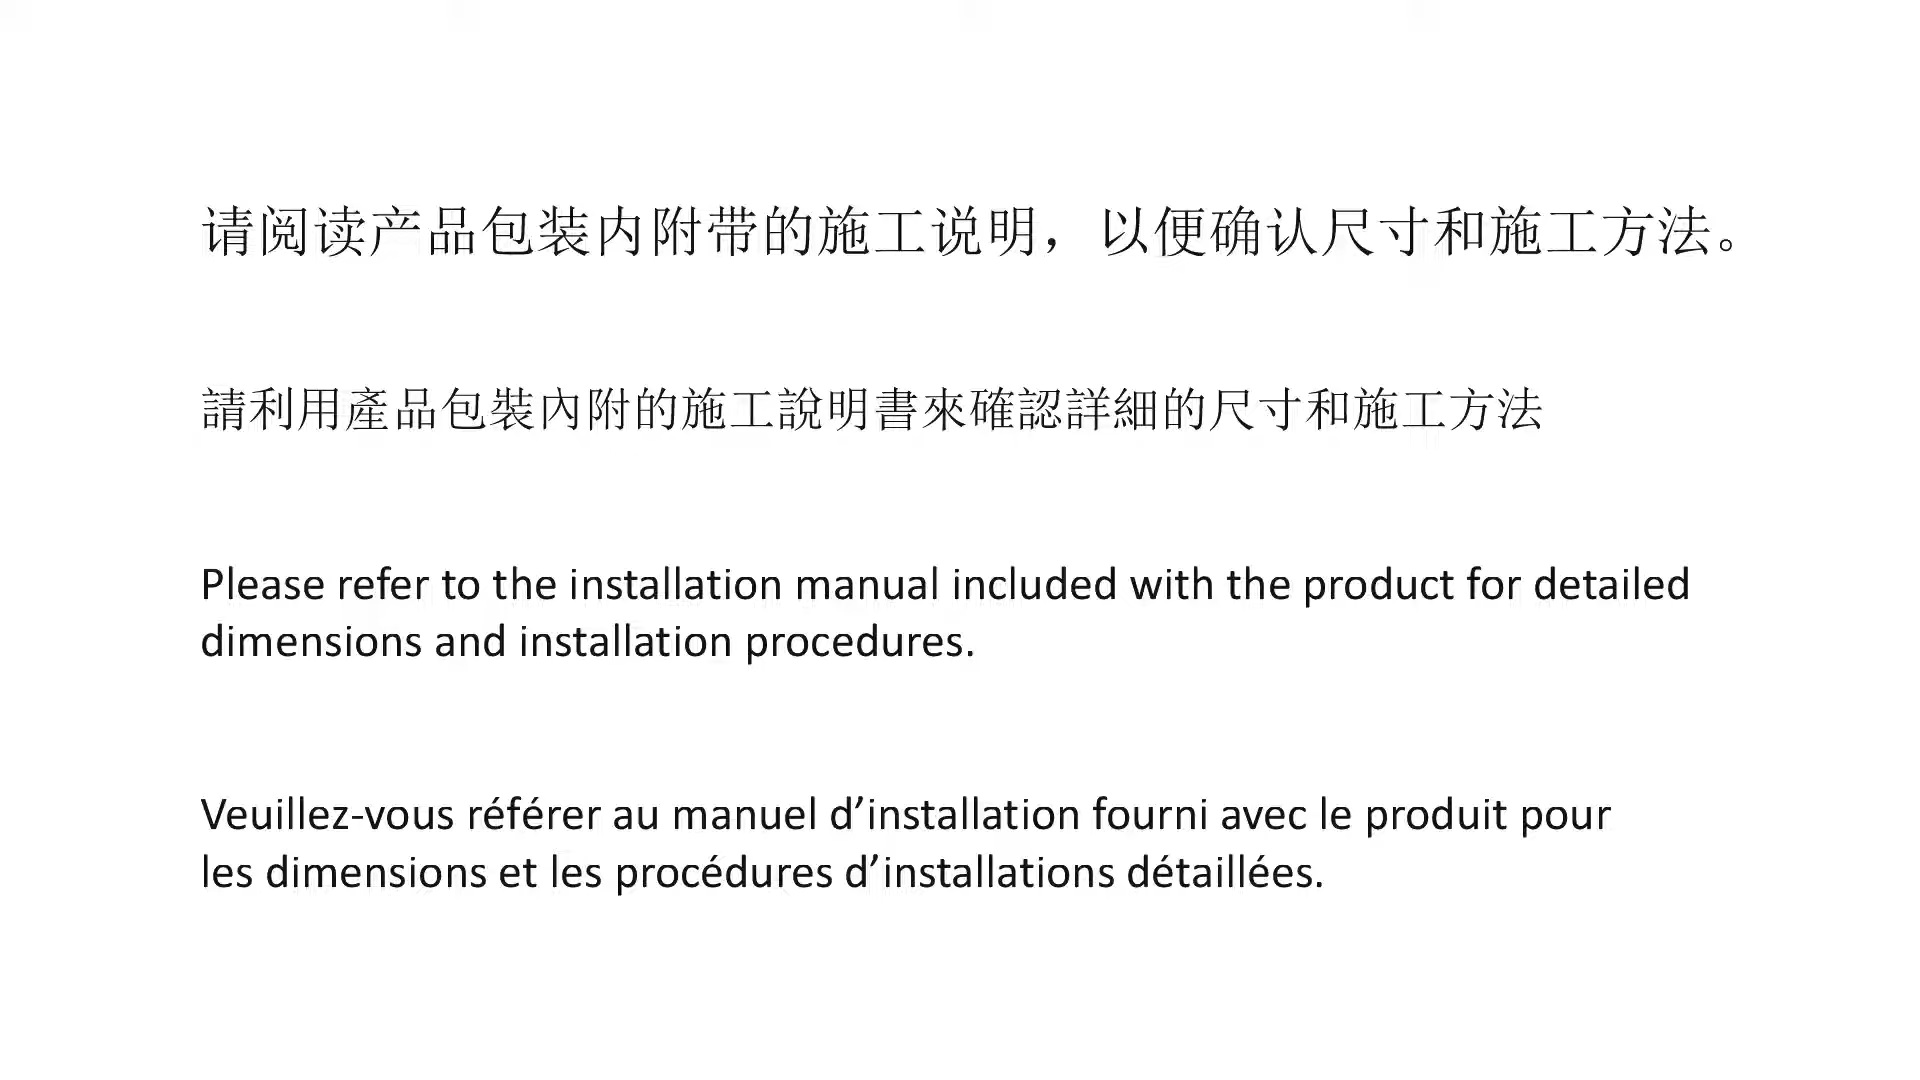 请阅读产品包装内附带的施工说明，以便确认尺寸和施工方法。
請利用產品包裝內附的施工說明書來確認詳細的尺寸和施工方法
Please refer to the installation manual included with the product for detailed
dimensions and installation procedures.
Veuillez-vous référer au manuel d’installation fourni avec le produit pour
les dimensions et les procédures d’installations détaillées.